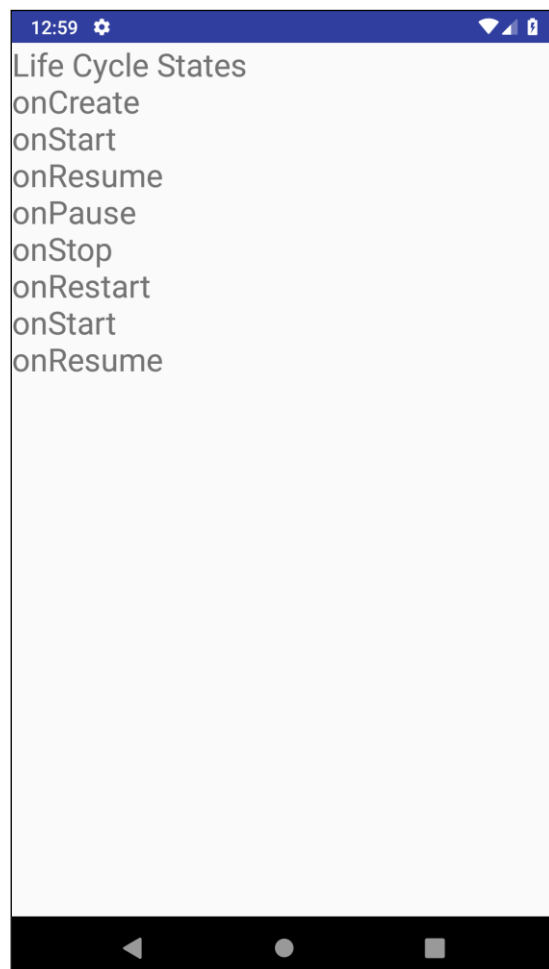 12:59
Life Cycle States
onCreate
onStart
onResume
onPause
onStop
onRestart
onStart
onResume